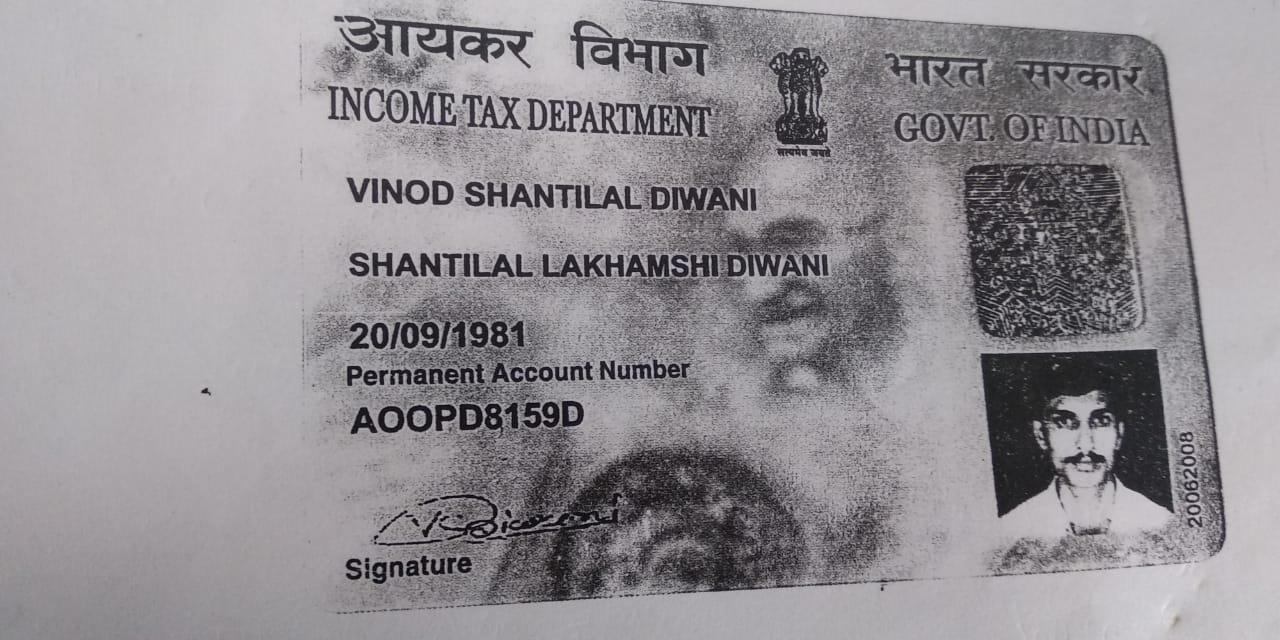 आयकर विभाग
भारत सरकार
INCOME TAX DEPARTMENT
GOVT. OF INDIA
सत्यमेव जयते
VINOD SHANTILAL DIWANI
SHANTILAL LAKHAMSHI DIWANI
20/09/1981
Permanent Account Number
AOOPD8159D
Signature
20062008